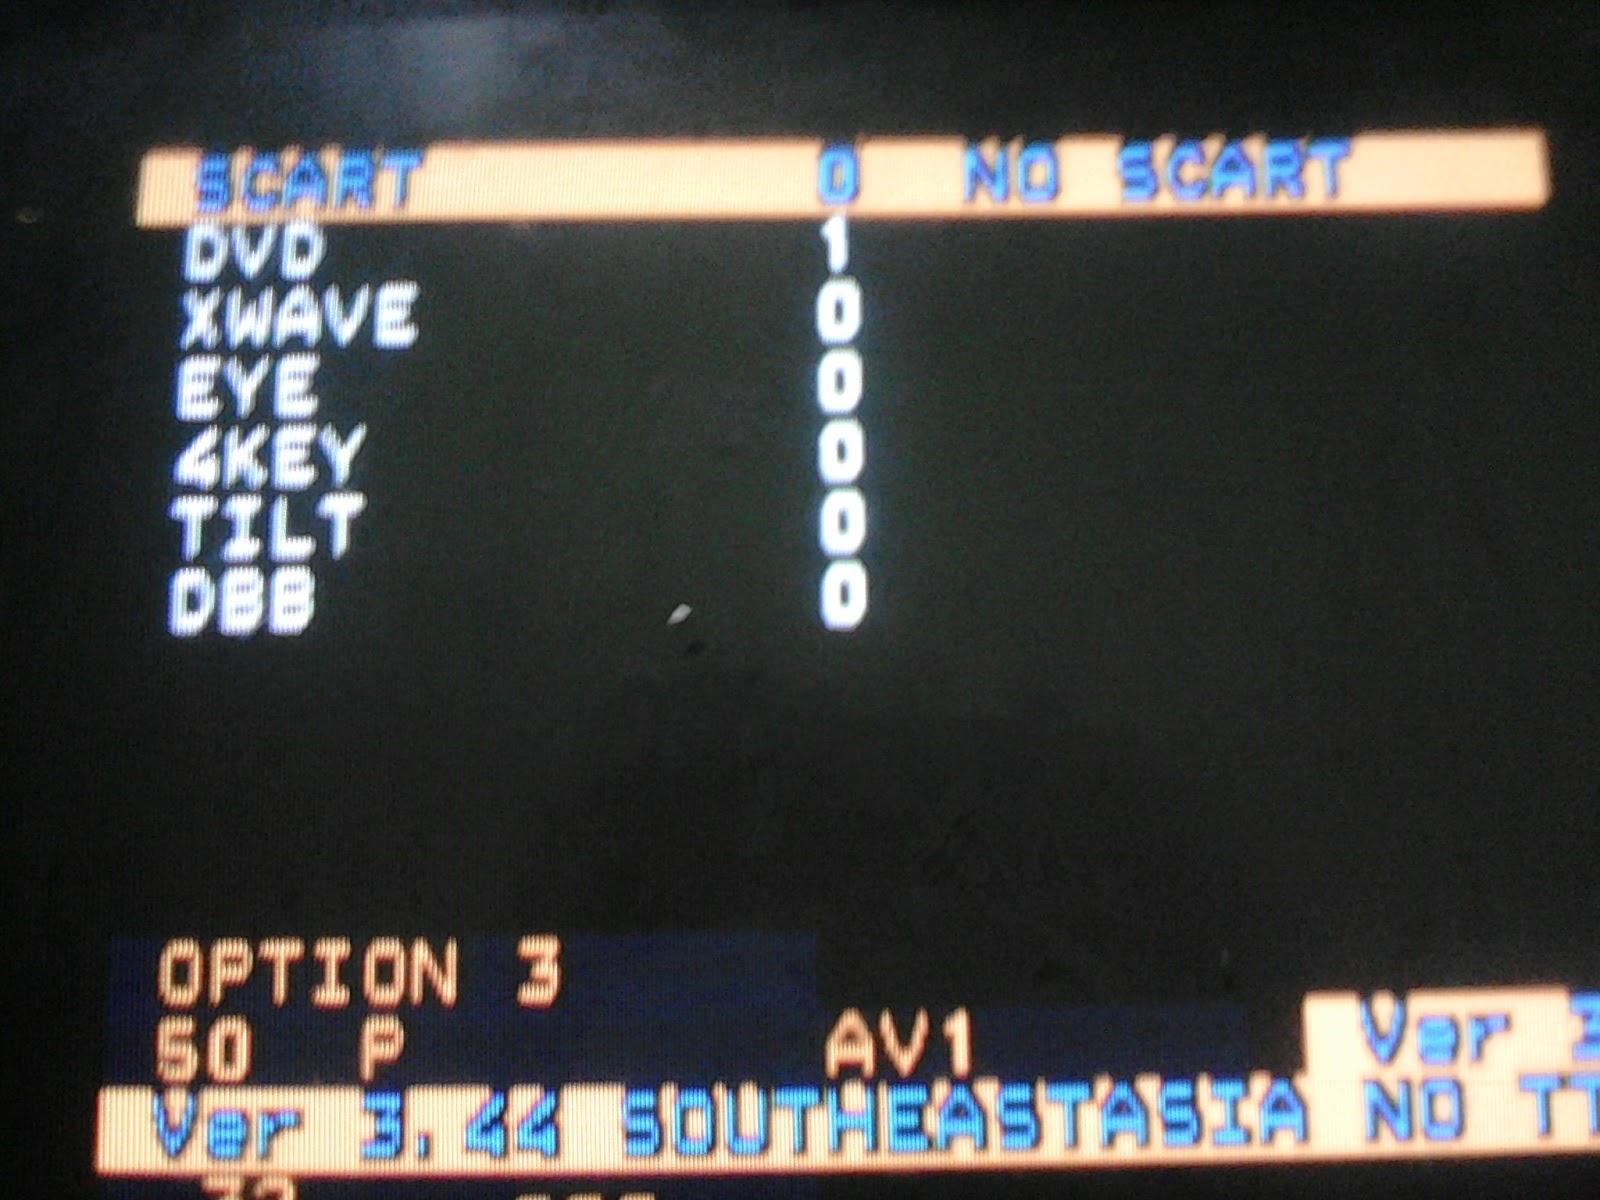 SCART 0 NO SCART
DVD 1
XWAVE 0
EYE 0
4KEY 0
TILT 0
DBB 0
OPTION 3
50 P AV1 Ver
Ver 3.44 SOUTHEASTASIA NO TT